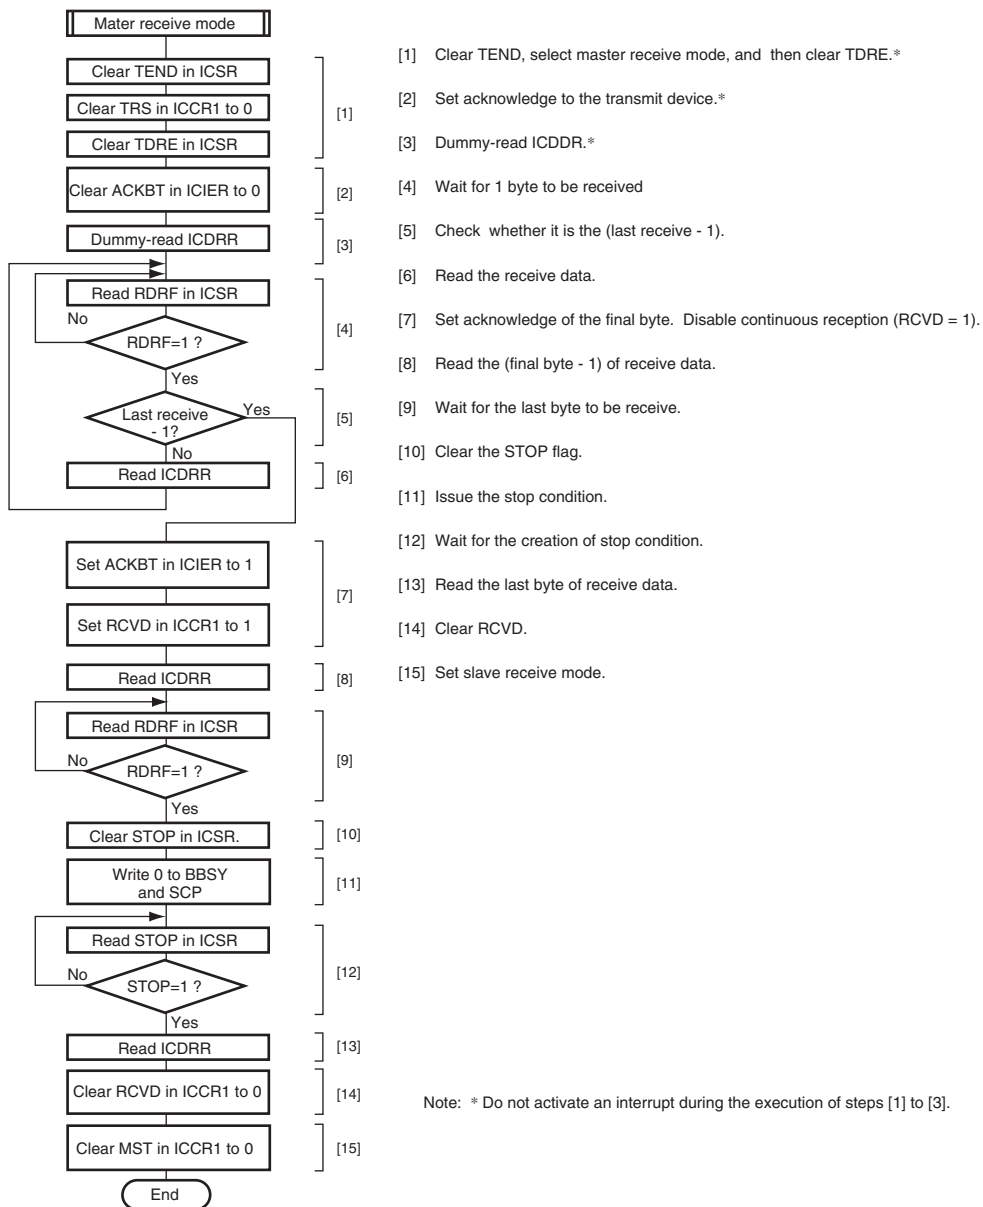 Mater receive mode
Clear TEND in ICSR
Clear TRS in ICCR1 to 0
Clear TDRE in ICSR
[1]
Clear ACKBT in ICIER to 0
[2]
Dummy-read ICDRR
[3]
Read RDRF in ICSR
No
RDRF=1 ?
[4]
Yes
Last receive
- 1?
Yes
[5]
No
Read ICDRR
[6]
Set ACKBT in ICIER to 1
[7]
Set RCVD in ICCR1 to 1
Read ICDRR
[8]
Read RDRF in ICSR
No
RDRF=1 ?
[9]
Yes
Clear STOP in ICSR.
[10]
Write 0 to BBSY
and SCP
[11]
Read STOP in ICSR
No
STOP=1 ?
[12]
Yes
Read ICDRR
[13]
Clear RCVD in ICCR1 to 0
[14]
Clear MST in ICCR1 to 0
[15]
End
[1] Clear TEND, select master receive mode, and then clear TDRE.*
[2] Set acknowledge to the transmit device.*
[3] Dummy-read ICDDR.*
[4] Wait for 1 byte to be received
[5] Check whether it is the (last receive - 1).
[6] Read the receive data.
[7] Set acknowledge of the final byte. Disable continuous reception (RCVD = 1).
[8] Read the (final byte - 1) of receive data.
[9] Wait for the last byte to be receive.
[10] Clear the STOP flag.
[11] Issue the stop condition.
[12] Wait for the creation of stop condition.
[13] Read the last byte of receive data.
[14] Clear RCVD.
[15] Set slave receive mode.
Note: * Do not activate an interrupt during the execution of steps [1] to [3].